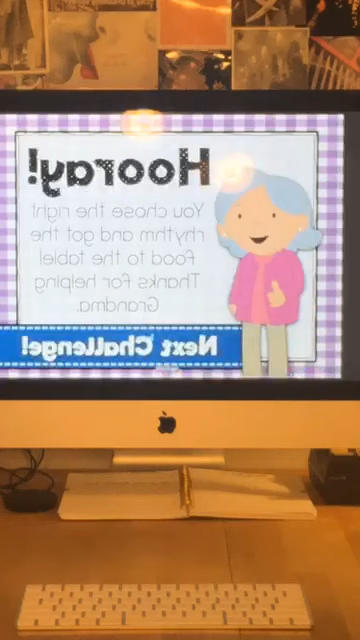 Hooray!
You chose the right
rhythm and got the
food to the table!
Thanks for helping
Grandma.
Next Challenge!